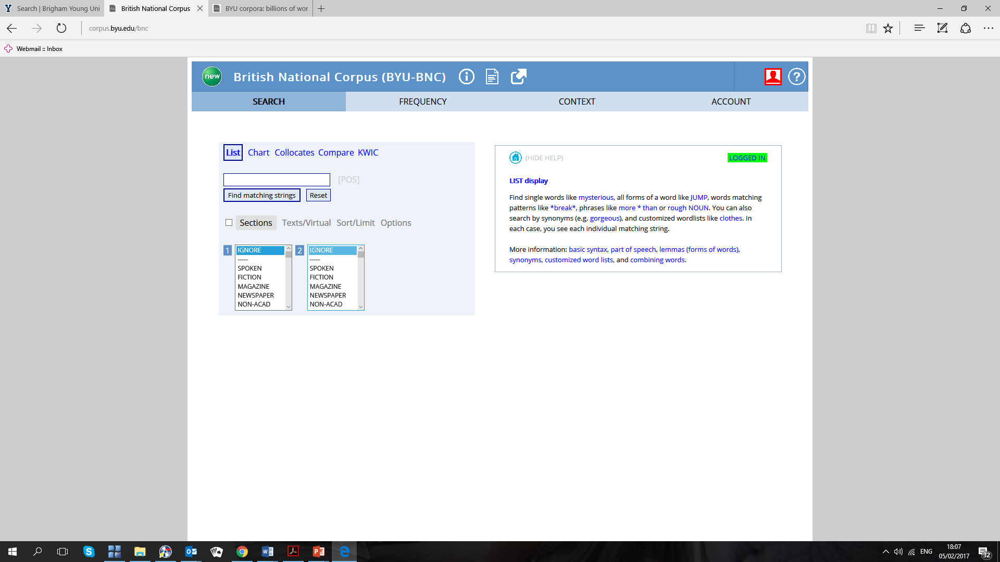 Search | Brigham Young Uni
British National Corpus
BYU corpora: billions of wor
corpus.byu.edu/bnc
Webmail :: Inbox
new
British National Corpus (BYU-BNC)
SEARCH FREQUENCY CONTEXT ACCOUNT
List Chart Collocates Compare KWIC
[POS]
Find matching strings Reset
Sections Texts/Virtual Sort/Limit Options
1 IGNORE
-----
SPOKEN
FICTION
MAGAZINE
NEWSPAPER
NON-ACAD
2 IGNORE
-----
SPOKEN
FICTION
MAGAZINE
NEWSPAPER
NON-ACAD
(HIDE HELP) LOGGED IN
LIST display
Find single words like mysterious, all forms of a word like JUMP, words matching
patterns like *break*, phrases like more * than or rough NOUN. You can also
search by synonyms (e.g. gorgeous), and customized wordlists like clothes. In
each case, you see each individual matching string.
More information: basic syntax, part of speech, lemmas (forms of words),
synonyms, customized word lists, and combining words.
ENG
18:07
05/02/2017
32